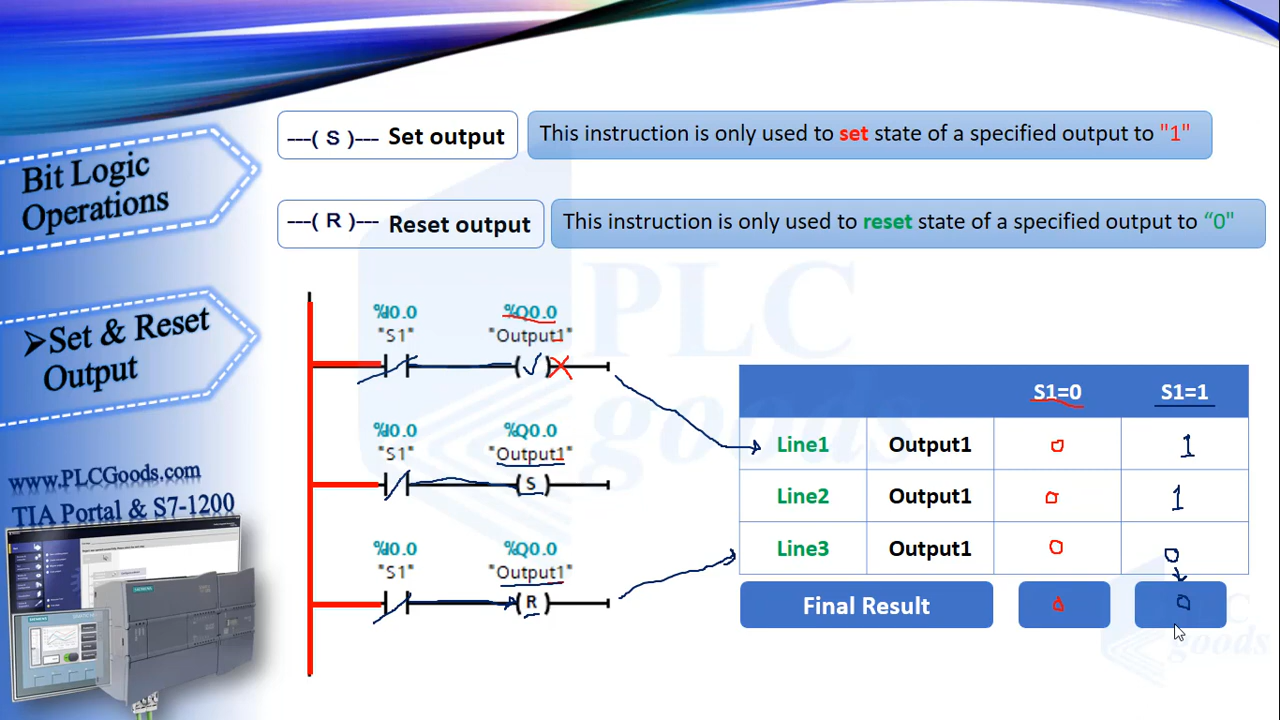 ---( S )--- Set output
This instruction is only used to set state of a specified output to "1"
---( R )--- Reset output
This instruction is only used to reset state of a specified output to “0"
Bit Logic
Operations
➢Set & Reset
Output
www.PLCGoods.com
TIA Portal & S7-1200
%I0.0 %Q0.0
"S1" "Output1"
%I0.0 %Q0.0
"S1" "Output1"
S
%I0.0 %Q0.0
"S1" "Output1"
R
S1=0 S1=1
Line1 Output1 0 1
Line2 Output1 0 1
Line3 Output1 0 0
Final Result 0 0
PLC
goods
SIEMENS
goods